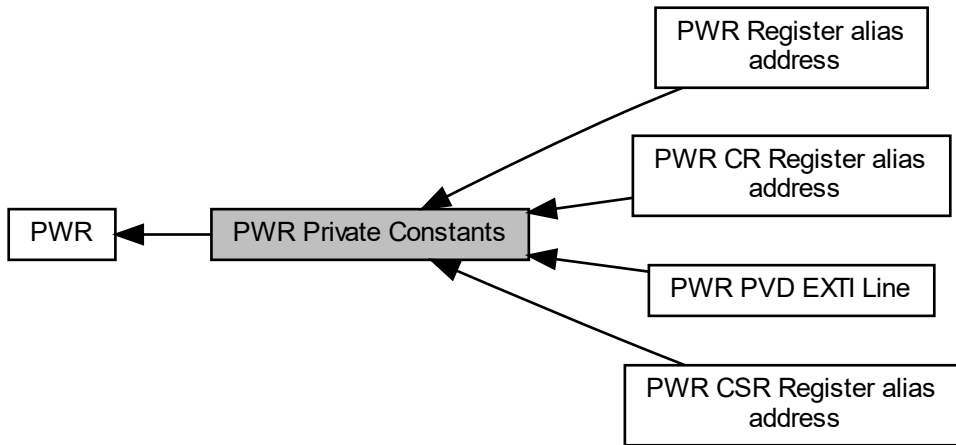 PWR Register alias
address
PWR CR Register alias
address
PWR
PWR Private Constants
PWR PVD EXTI Line
PWR CSR Register alias
address